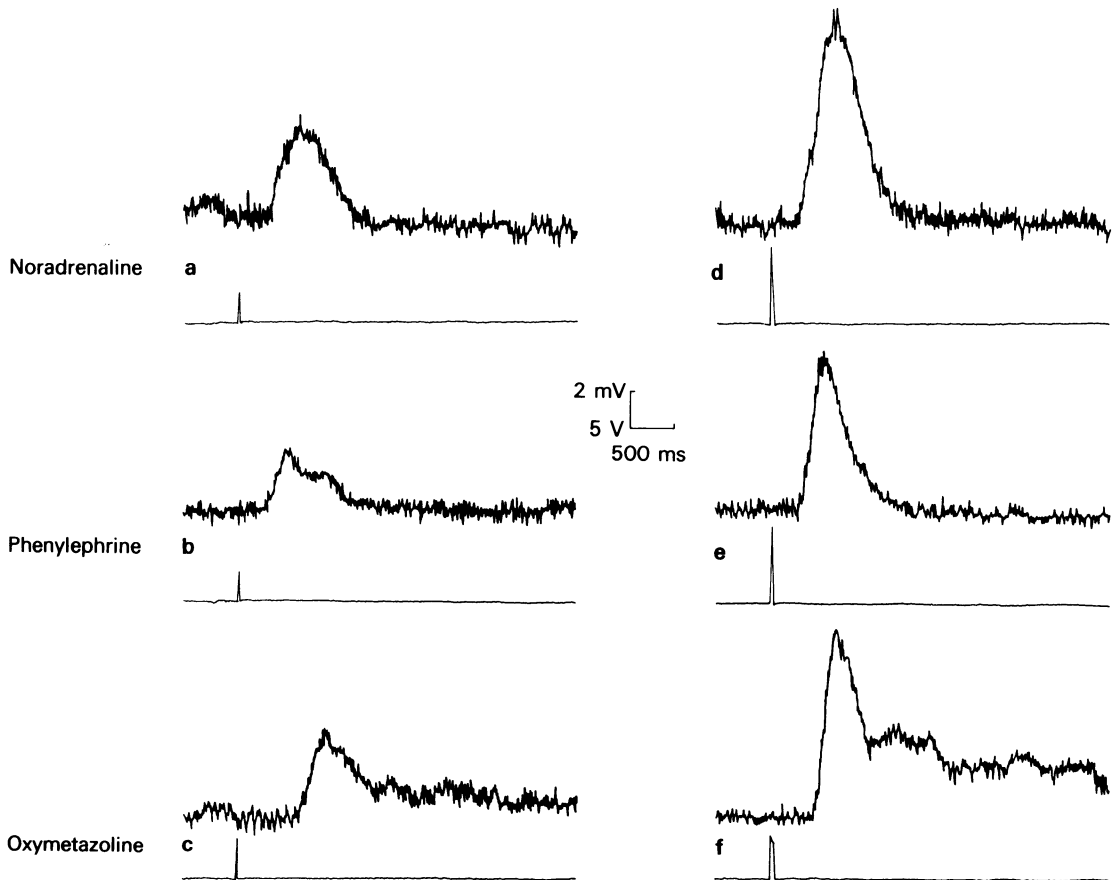 Noradrenaline a d
2 mV
5 V
500 ms
Phenylephrine b e
Oxymetazoline c f